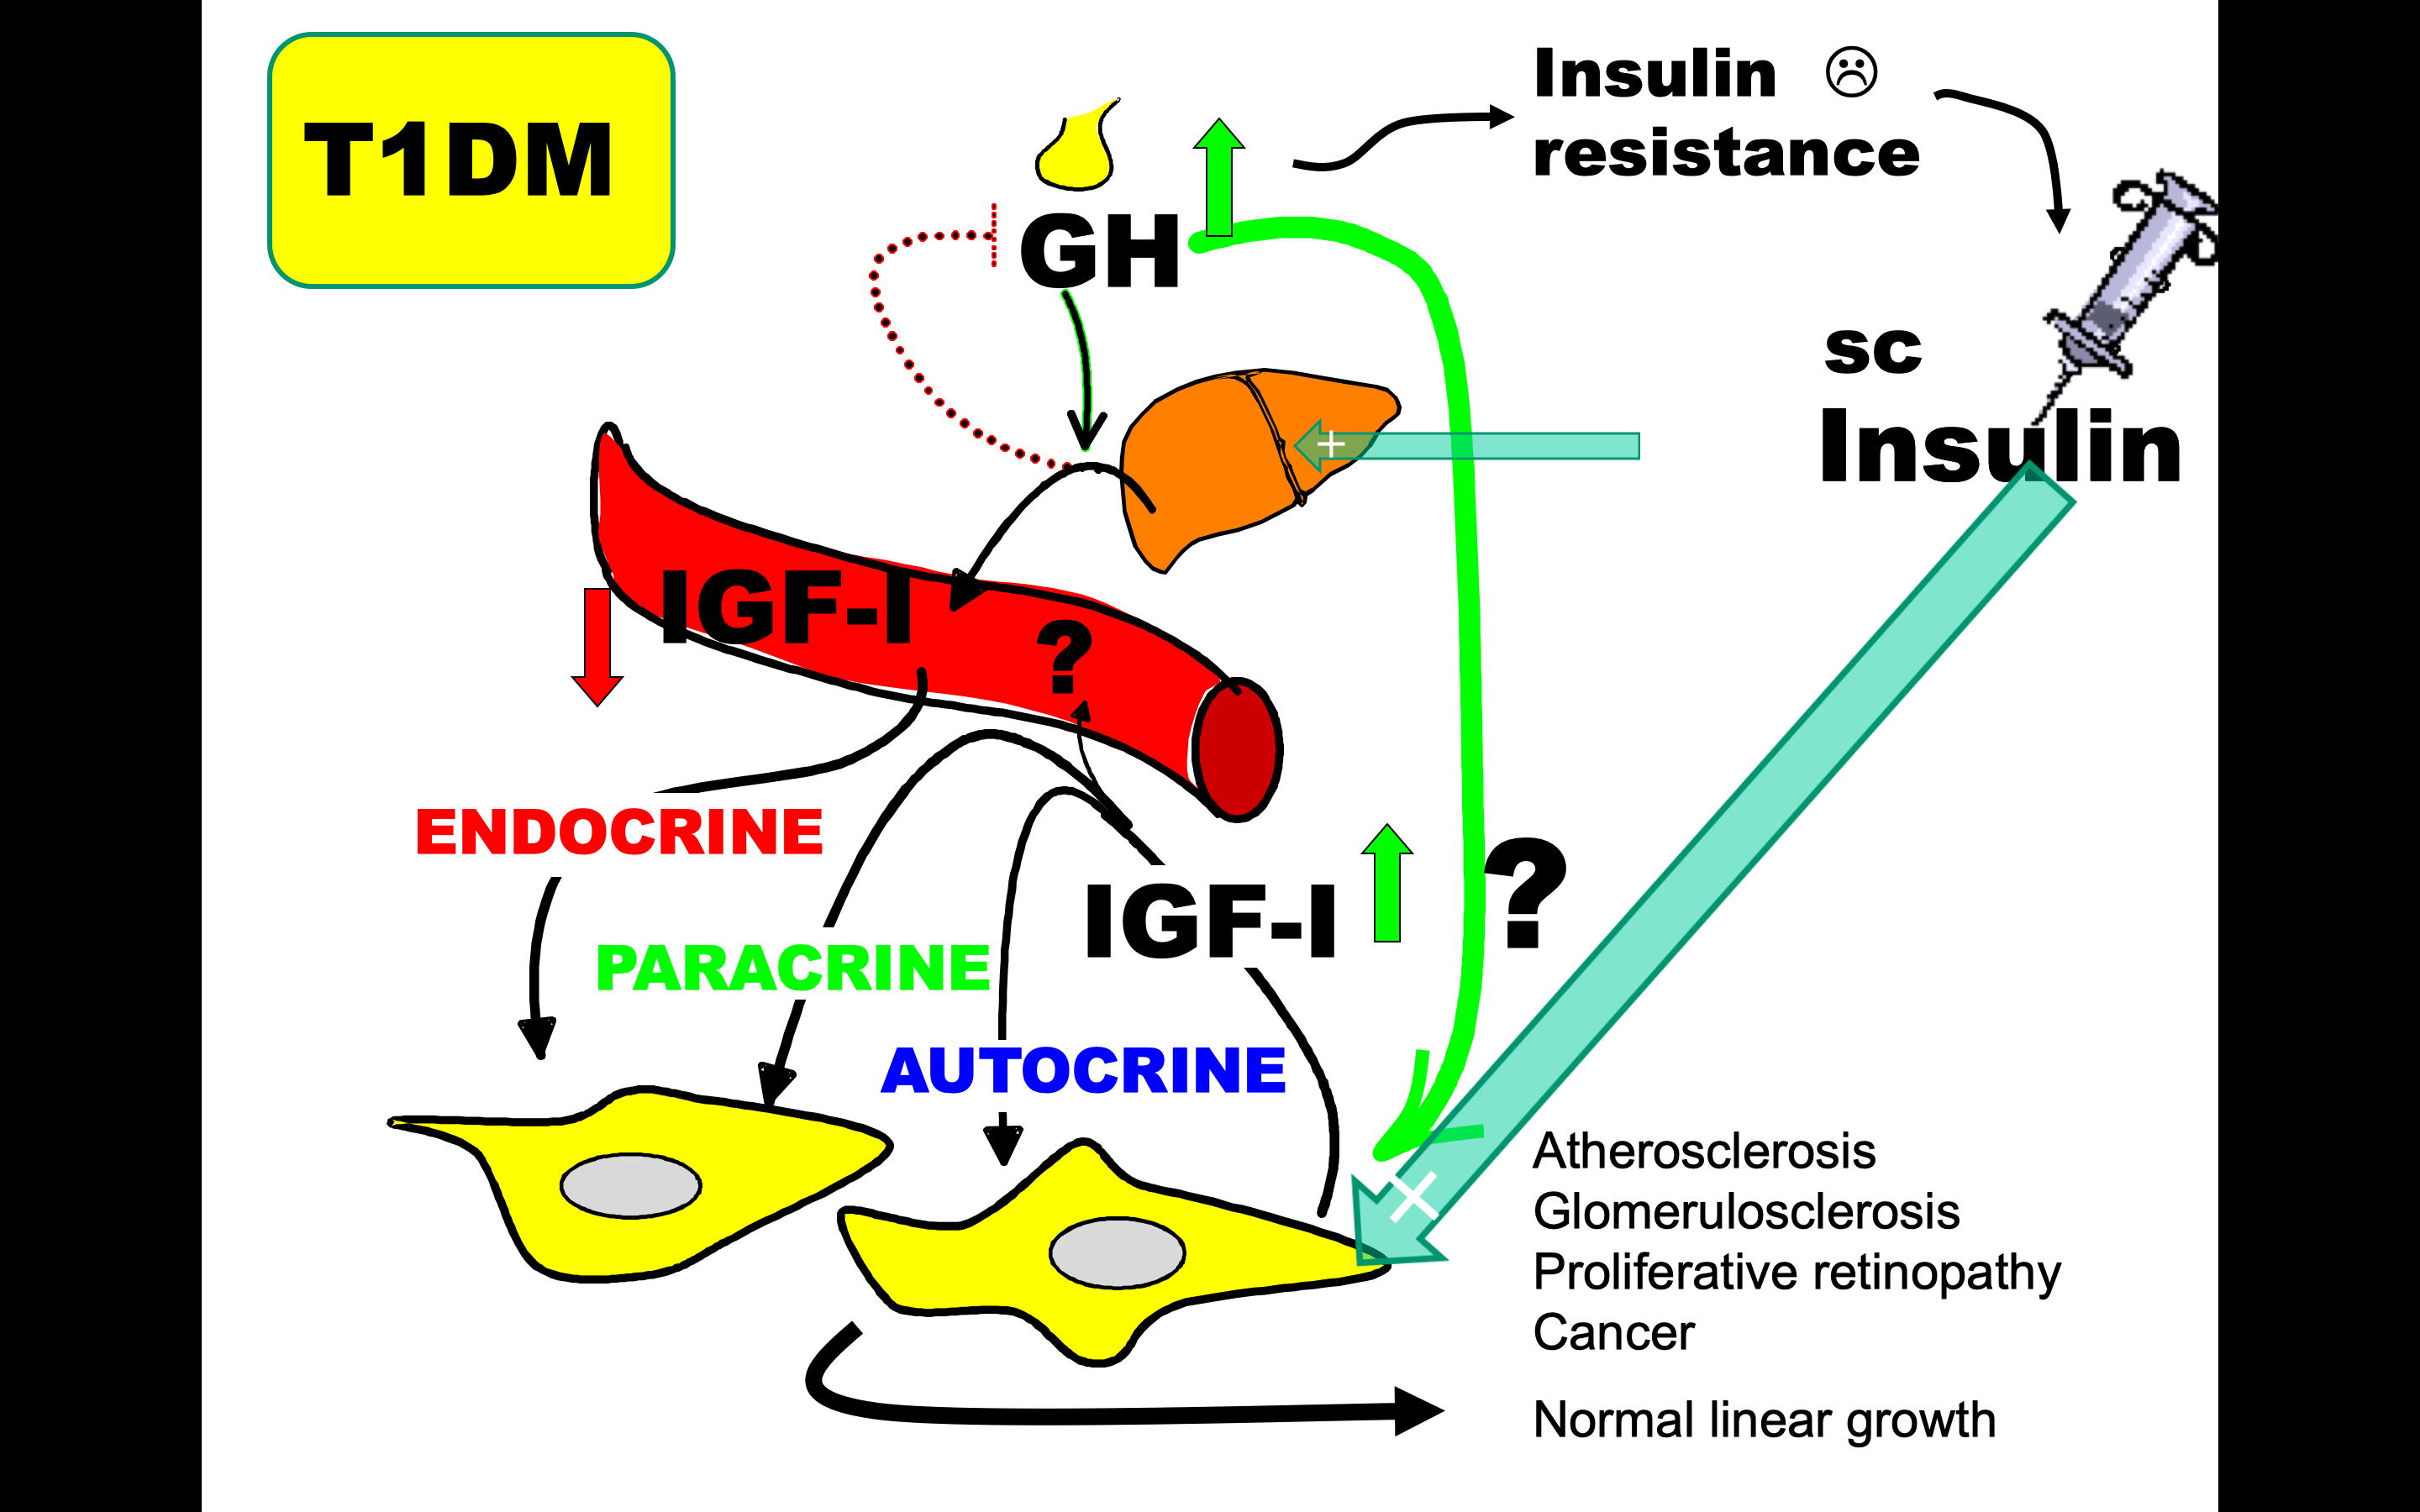 T1DM
Insulin ☹
resistance
GH
sc
Insulin
+
IGF-I
?
ENDOCRINE
IGF-I
?
PARACRINE
AUTOCRINE
+
Atherosclerosis
Glomerulosclerosis
Proliferative retinopathy
Cancer
Normal linear growth